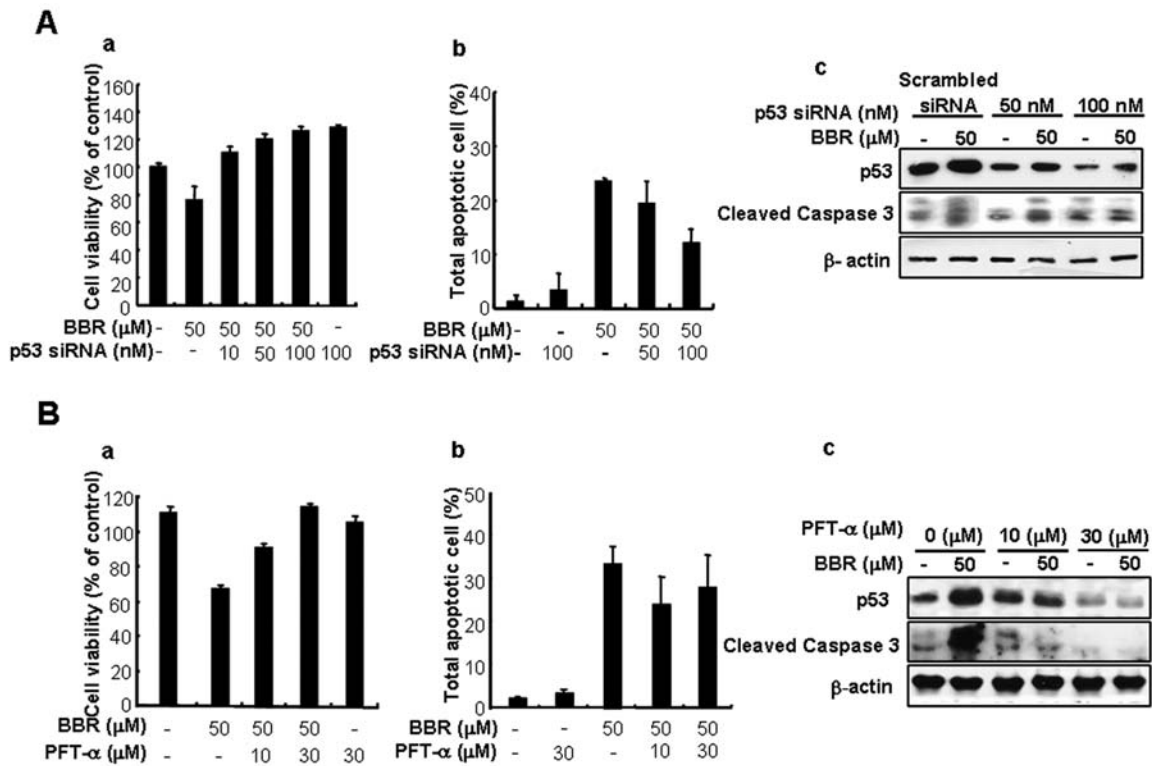 A
a
Cell viability (% of control)
160
140
120
100
80
60
40
20
0
BBR (μM) - 50 50 50 50 -
p53 siRNA (nM) - - 10 50 100 100
b
Total apoptotic cell (%)
40
30
20
10
0
BBR (μM) - - 50 50 50
p53 siRNA (nM) - 100 - 50 100
c
Scrambled
p53 siRNA (nM) siRNA 50 nM 100 nM
BBR (μM) - 50 - 50 - 50
p53
Cleaved Caspase 3
β- actin
B
a
Cell viability (% of control)
120
100
80
60
40
20
0
BBR (μM) - 50 50 50 -
PFT-α (μM) - - 10 30 30
b
Total apoptotic cell (%)
50
40
30
20
10
0
BBR (μM) - - 50 50 50
PFT-α (μM) - 30 - 10 30
c
PFT-α (μM) 0 (μM) 10 (μM) 30 (μM)
BBR (μM) - 50 - 50 - 50
p53
Cleaved Caspase 3
β-actin